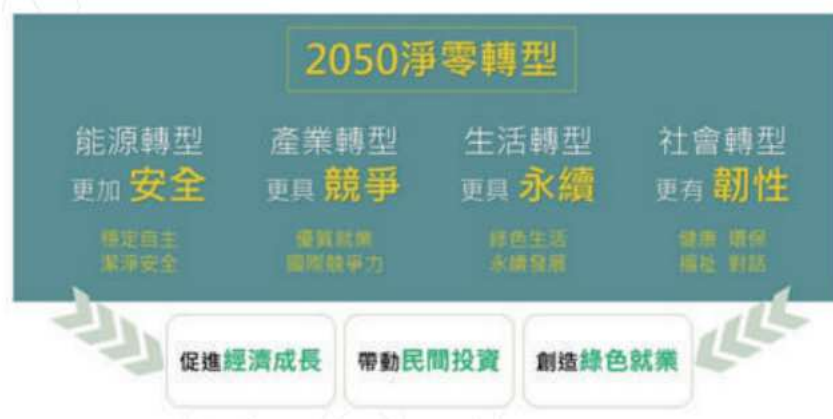 2050淨零轉型
能源轉型 產業轉型 生活轉型 社會轉型
更加 安全 更具 競爭 更具 永續 更有 韌性
穩定自主 優質就業 綠色生活 健康 環保
潔淨安全 國際競爭力 永續發展 福祉 對話
促進經濟成長 帶動民間投資 創造綠色就業